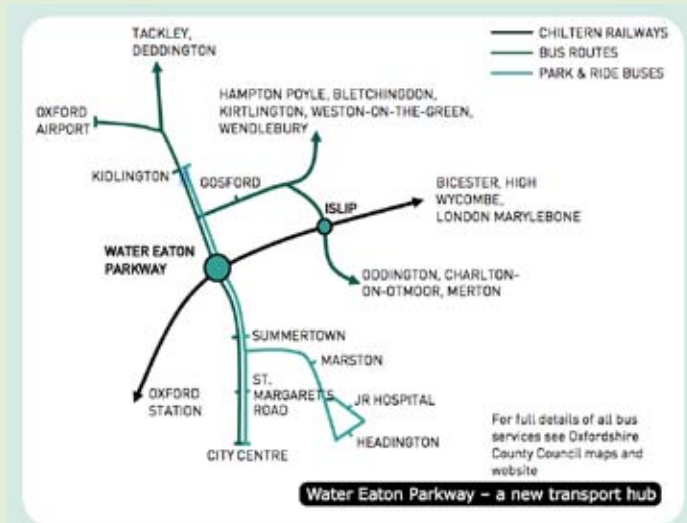 TACKLEY,
DEDDINGTON
CHILTERN RAILWAYS
BUS ROUTES
PARK & RIDE BUSES
OXFORD
AIRPORT
HAMPTON POYLE, BLETCHINGDON,
KIRTLINGTON, WESTON-ON-THE-GREEN,
WENDLEBURY
KIDLINGTON
GOSFORD
BICESTER, HIGH
WYCOMBE,
LONDON MARYLEBONE
ISLIP
WATER EATON
PARKWAY
ODDINGTON, CHARLTON-
ON-OTMOOR, MERTON
SUMMERTOWN
MARSTON
OXFORD
STATION
ST.
MARGARET'S
ROAD
JR HOSPITAL
HEADINGTON
CITY CENTRE
For full details of all bus
services see Oxfordshire
County Council maps and
website
Water Eaton Parkway – a new transport hub